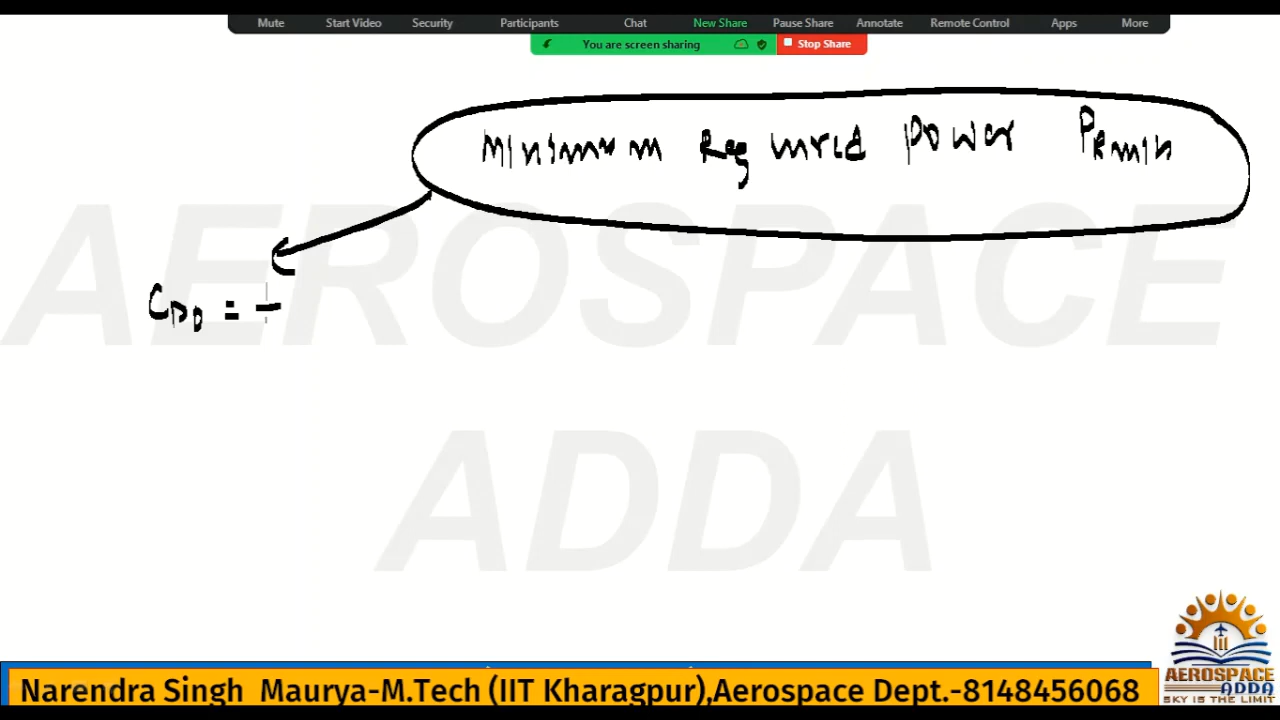 Mute Start Video Security Participants Chat New Share Pause Share Annotate Remote Control Apps More
You are screen sharing Stop Share
Minimum Required Power PRmin
CD0 =
AEROSPACE
ADDA
Narendra Singh Maurya-M.Tech (IIT Kharagpur),Aerospace Dept.-8148456068
AEROSPACE
ADDA
SKY IS THE LIMIT